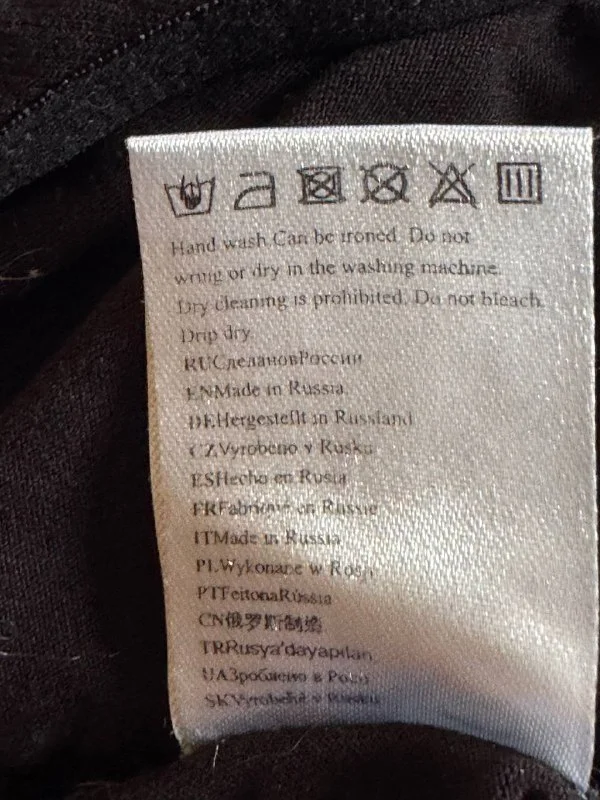 Hand wash.Can be ironed. Do not
wring or dry in the washing machine.
Dry cleaning is prohibited. Do not bleach.
Drip dry.
RUСделановРоссии
ENMade in Russia.
DEHergestellt in Russland
CZVyrobeno v Rusku
ESHecho en Rusia
FRFabriqué en Russie
ITMade in Russia
PLWykonane w Rosji
PTFeitonaRússia
CN俄罗斯制造
TRRusya'dayapılan
UAЗроблено в Росії
SKVyrobené v Rusku